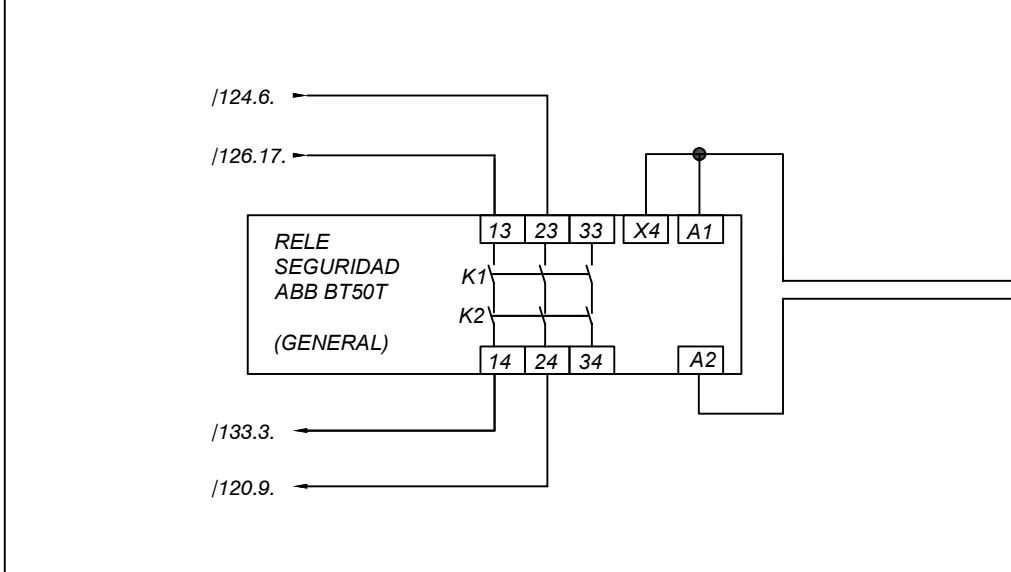 /124.6.
/126.17.
13 23 33 X4 A1
RELE
SEGURIDAD
ABB BT50T
(GENERAL)
K1
K2
14 24 34 A2
/133.3.
/120.9.